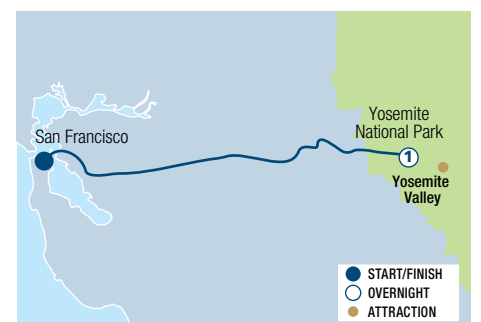 San Francisco
Yosemite
National Park
1
Yosemite
Valley
START/FINISH
OVERNIGHT
ATTRACTION